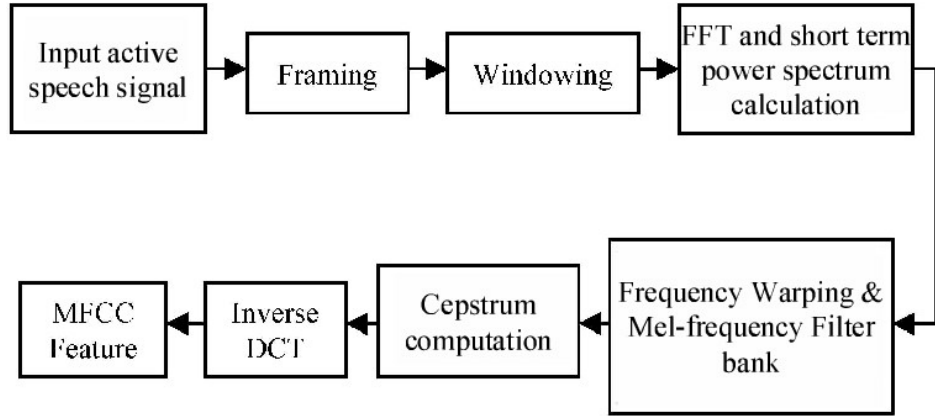 Input active
speech signal
Framing
Windowing
FFT and short term
power spectrum
calculation
Frequency Warping &
Mel-frequency Filter
bank
Cepstrum
computation
Inverse
DCT
MFCC
Feature